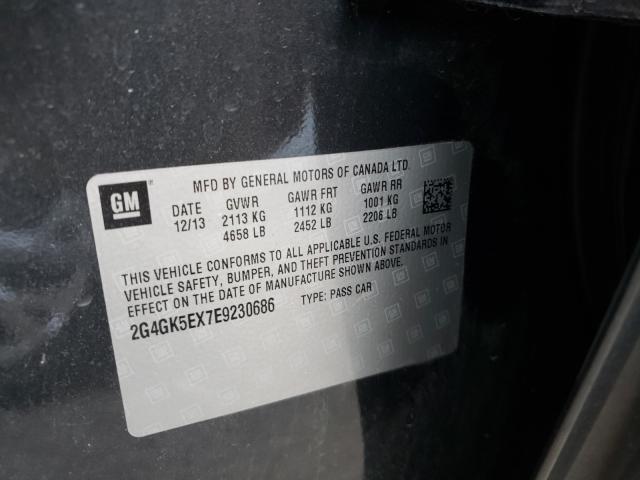 GM
MFD BY GENERAL MOTORS OF CANADA LTD.
DATE GVWR GAWR FRT GAWR RR
12/13 2113 KG 1112 KG 1001 KG
4658 LB 2452 LB 2206 LB
THIS VEHICLE CONFORMS TO ALL APPLICABLE U.S. FEDERAL MOTOR
VEHICLE SAFETY, BUMPER, AND THEFT PREVENTION STANDARDS IN
EFFECT ON THE DATE OF MANUFACTURE SHOWN ABOVE.
2G4GK5EX7E9230686 TYPE: PASS CAR